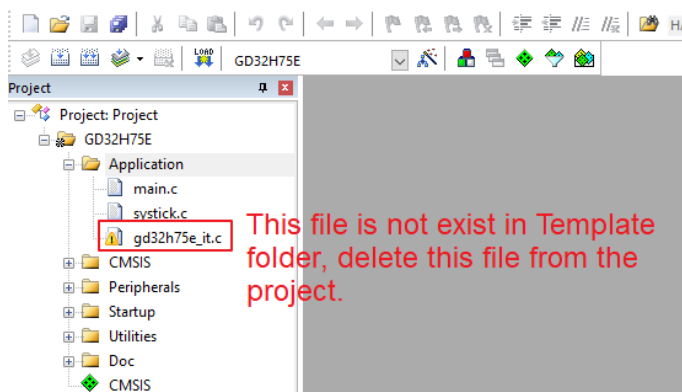 LOAD
GD32H75E
Project
Project: Project
GD32H75E
Application
main.c
systick.c
gd32h75e_it.c
This file is not exist in Template
folder, delete this file from the
project.
CMSIS
Peripherals
Startup
Utilities
Doc
CMSIS